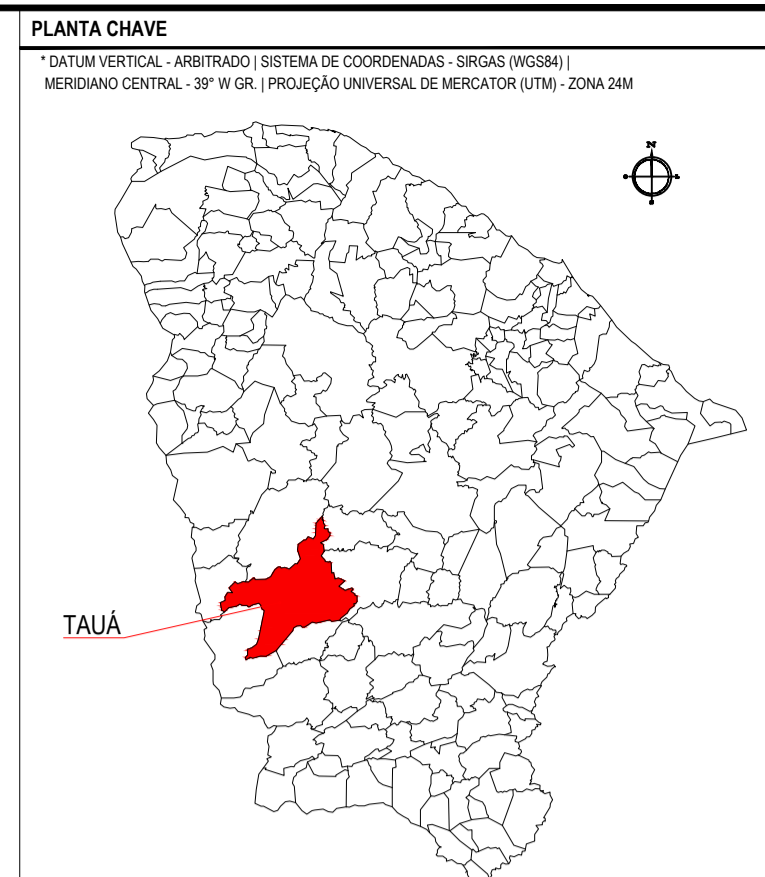 PLANTA CHAVE
* DATUM VERTICAL - ARBITRADO | SISTEMA DE COORDENADAS - SIRGAS (WGS84) |
MERIDIANO CENTRAL - 39° W GR. | PROJEÇÃO UNIVERSAL DE MERCATOR (UTM) - ZONA 24M
N
TAUÁ